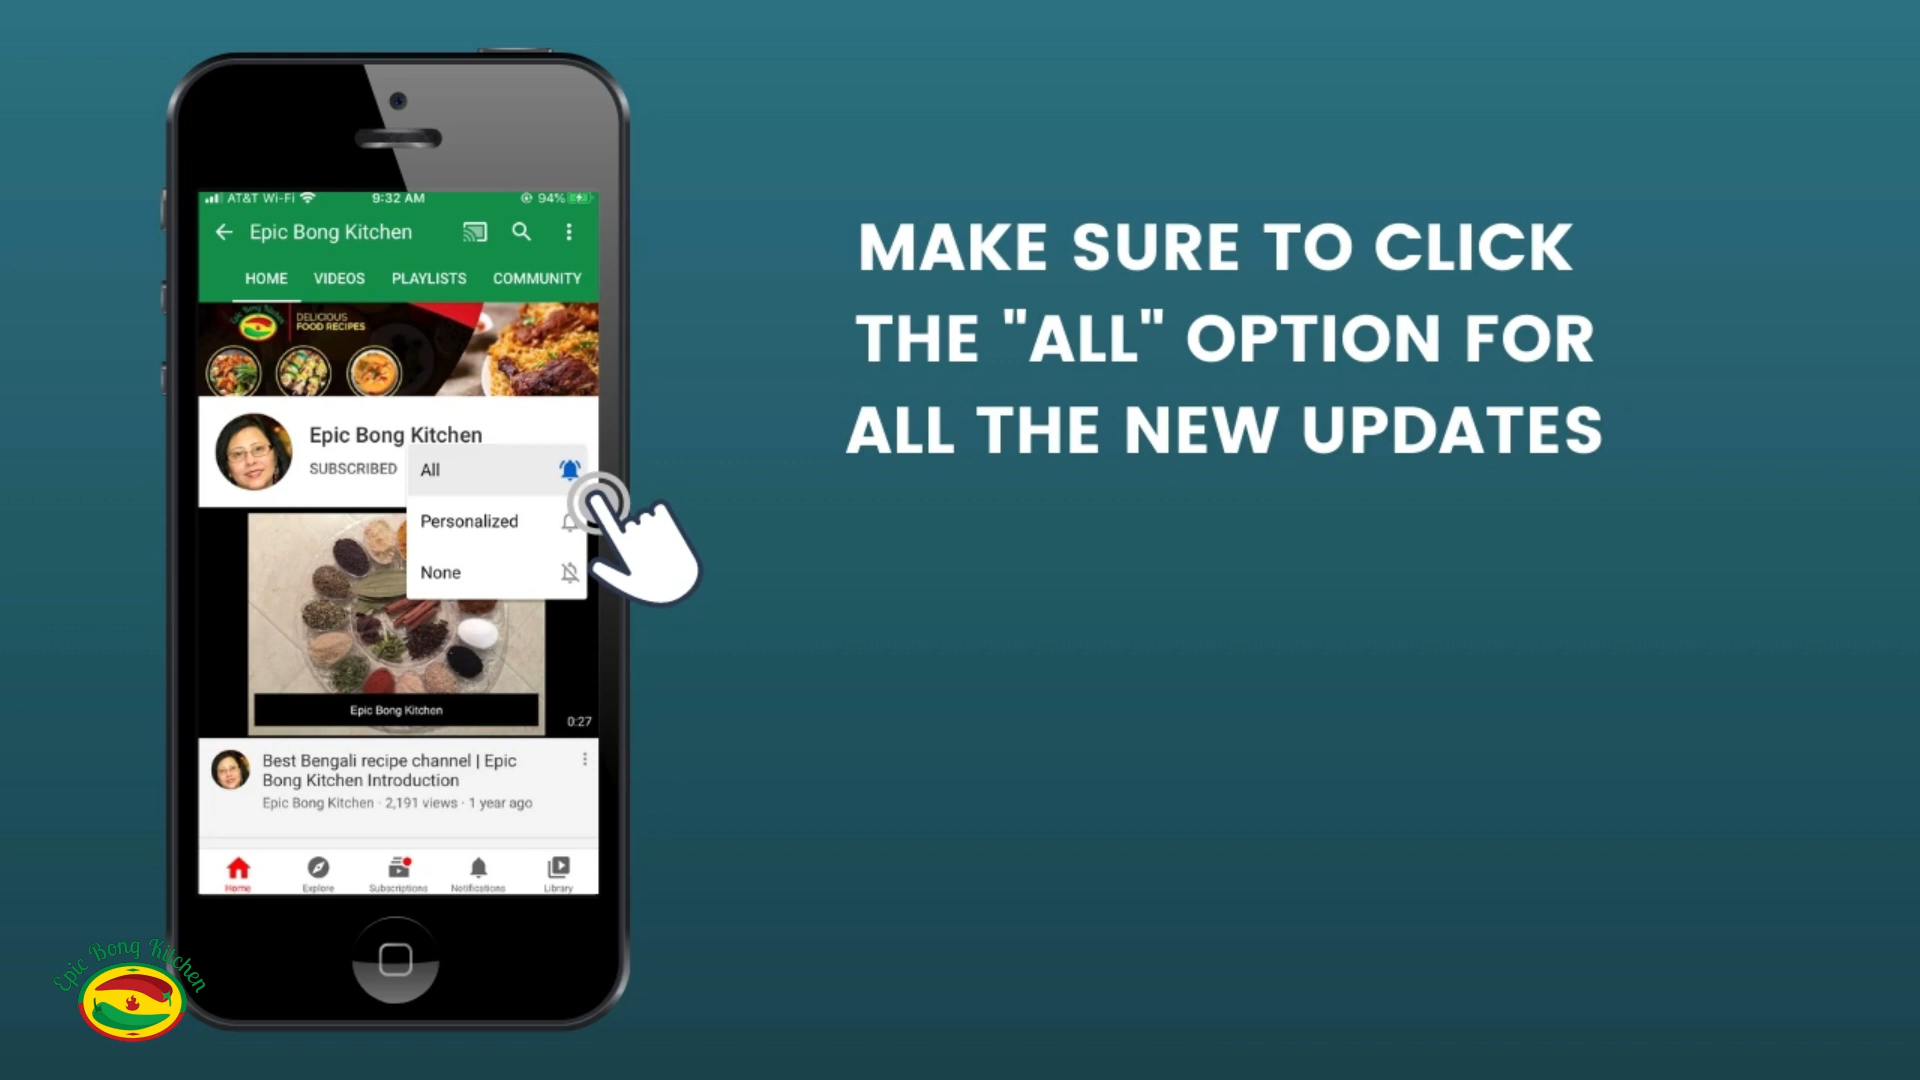 AT&T Wi-Fi 9:32 AM 94%
Epic Bong Kitchen
HOME VIDEOS PLAYLISTS COMMUNITY
Epic Bong Kitchen
DELICIOUS
FOOD RECIPES
Epic Bong Kitchen
SUBSCRIBED
All
Personalized
None
Epic Bong Kitchen
0:27
Best Bengali recipe channel | Epic
Bong Kitchen Introduction
Epic Bong Kitchen · 2,191 views · 1 year ago
Home Explore Subscriptions Notifications Library
Epic Bong Kitchen
MAKE SURE TO CLICK
THE "ALL" OPTION FOR
ALL THE NEW UPDATES